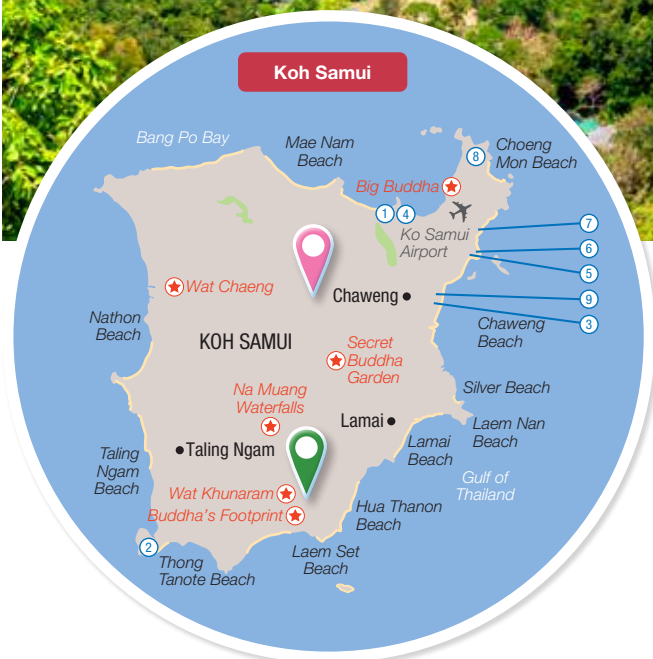 Koh Samui
Bang Po Bay
Mae Nam
Beach
Choeng
Mon Beach
8
Big Buddha
1
4
Ko Samui
Airport
7
6
5
9
3
Wat Chaeng
Chaweng
Nathon
Beach
KOH SAMUI
Chaweng
Beach
Secret
Buddha
Garden
Na Muang
Waterfalls
Silver Beach
Lamai
Laem Nan
Beach
Taling Ngam
Lamai
Beach
Taling
Ngam
Beach
Gulf of
Thailand
Wat Khunaram
Buddha's Footprint
Hua Thanon
Beach
2
Thong
Tanote Beach
Laem Set
Beach